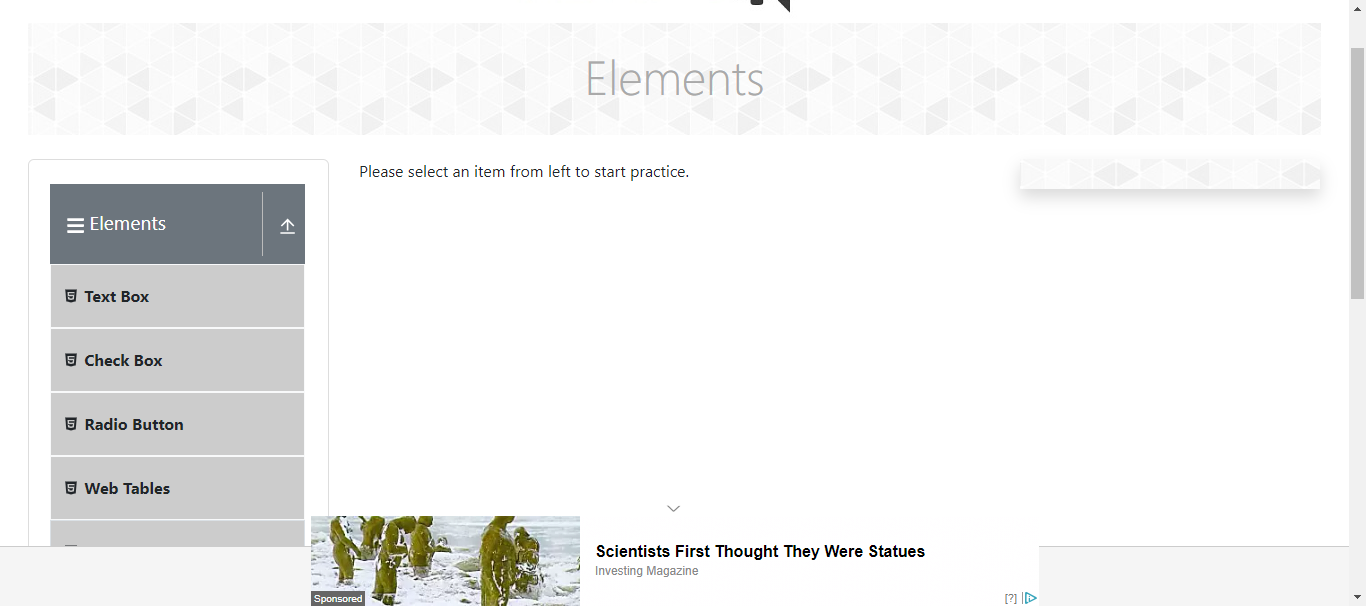 Elements
Please select an item from left to start practice.
Elements
Text Box
Check Box
Radio Button
Web Tables
Scientists First Thought They Were Statues
Investing Magazine
Sponsored
[?]